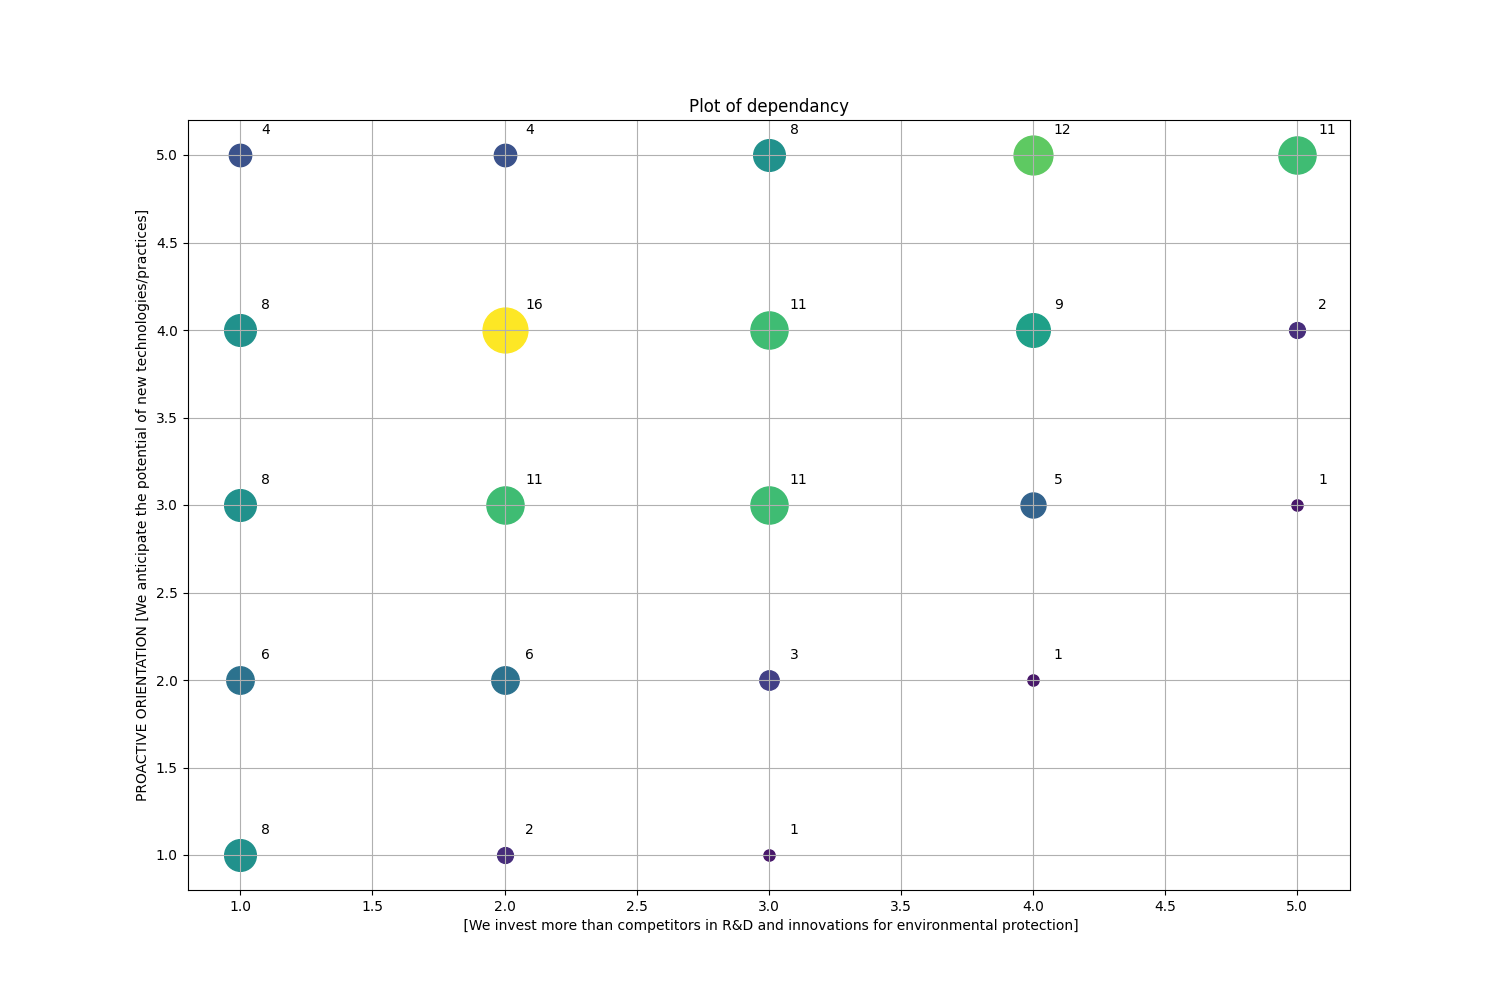 Plot of dependancy
4 4 8 12 11
5.0
4.5
8 16 11 9 2
4.0
3.5
8 11 11 5 1
3.0
2.5
6 6 3 1
2.0
1.5
8 2 1
1.0
PROACTIVE ORIENTATION [We anticipate the potential of new technologies/practices]
1.0 1.5 2.0 2.5 3.0 3.5 4.0 4.5 5.0
[We invest more than competitors in R&D and innovations for environmental protection]